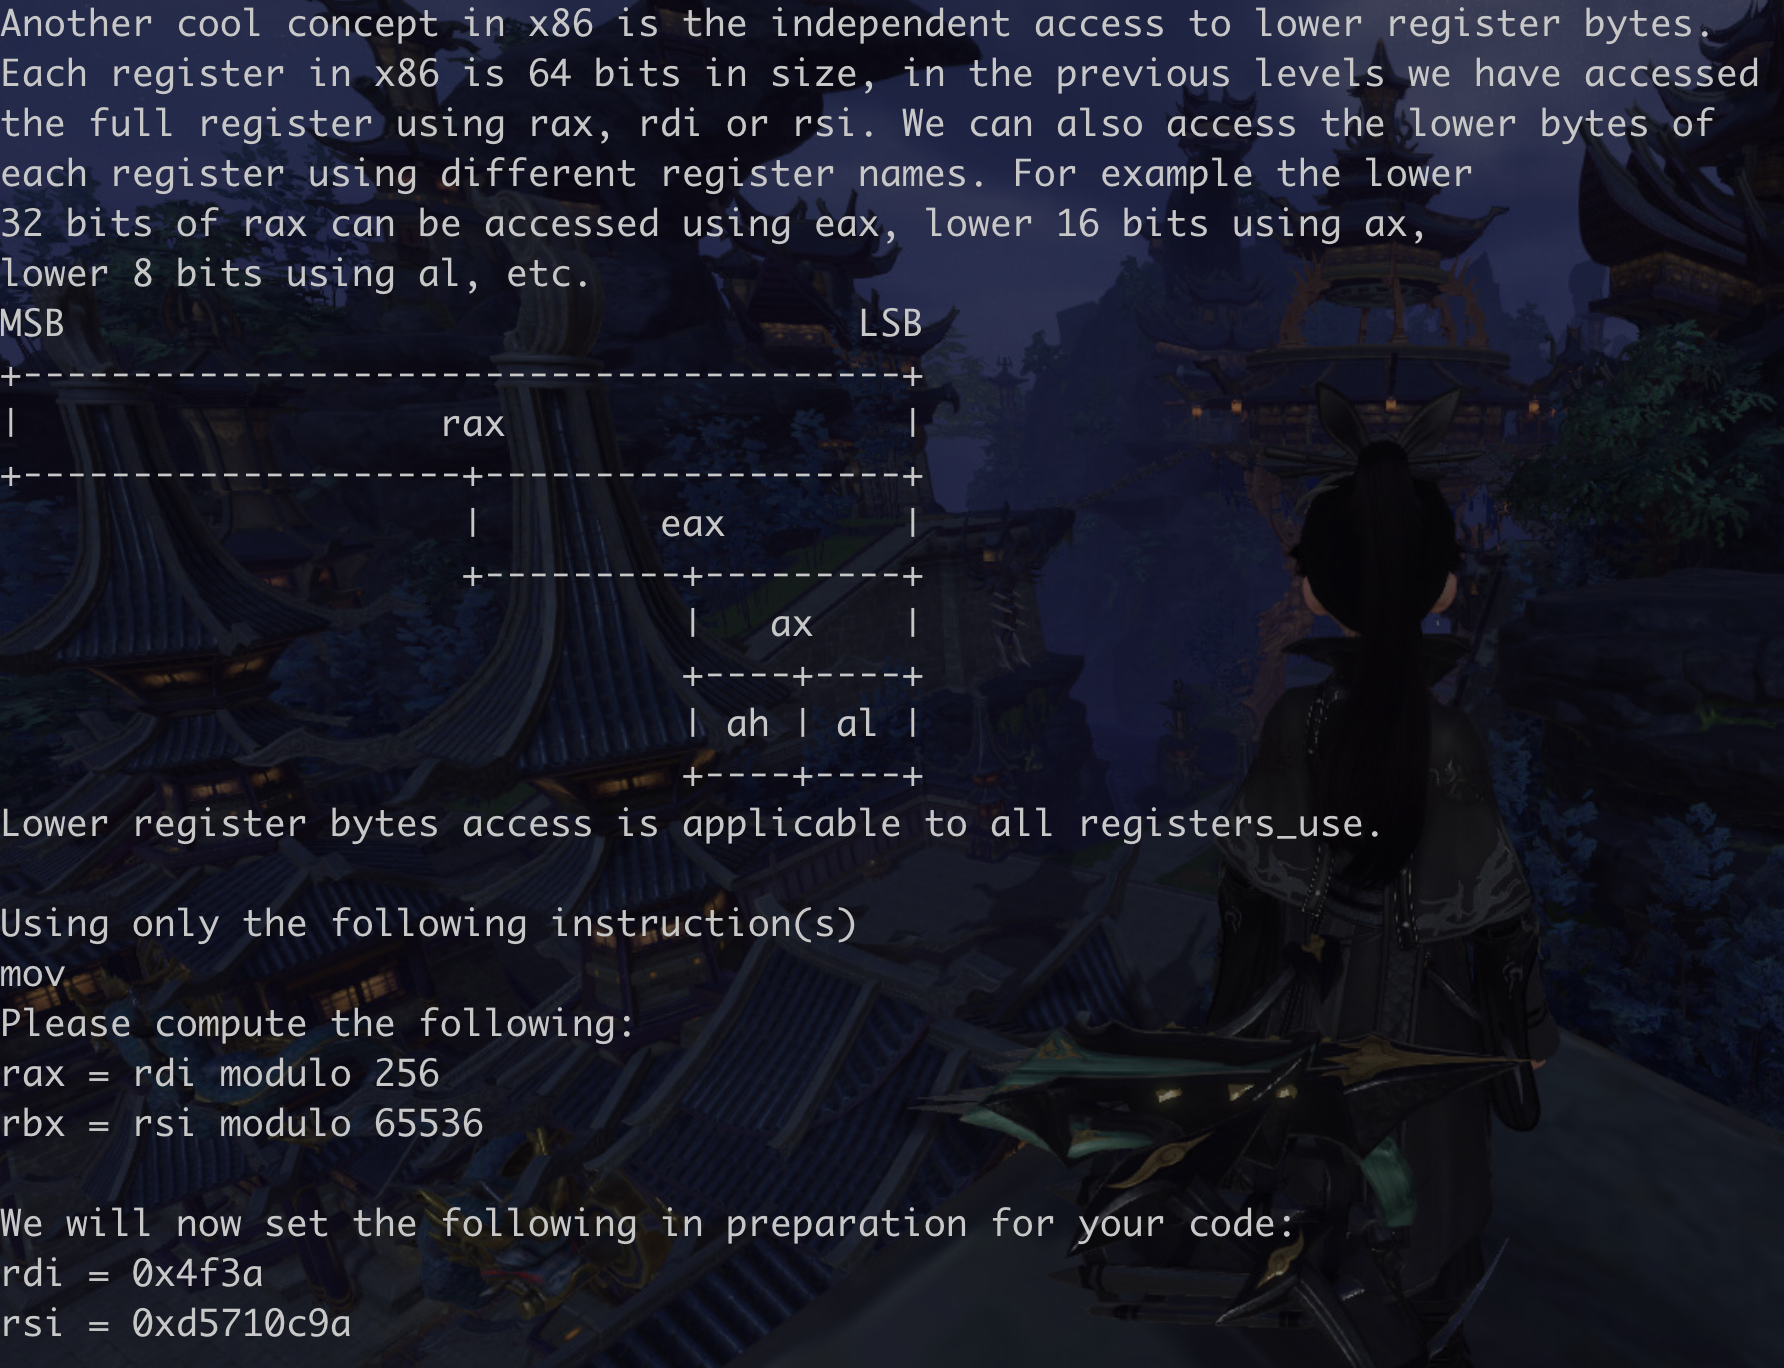 Another cool concept in x86 is the independent access to lower register bytes.
Each register in x86 is 64 bits in size, in the previous levels we have accessed
the full register using rax, rdi or rsi. We can also access the lower bytes of
each register using different register names. For example the lower
32 bits of rax can be accessed using eax, lower 16 bits using ax,
lower 8 bits using al, etc.
MSB                                    LSB
+----------------------------------------+
|                   rax                  |
+--------------------+-------------------+
                     |        eax        |
                     +---------+---------+
                               |   ax    |
                               +----+----+
                               | ah | al |
                               +----+----+
Lower register bytes access is applicable to all registers_use.

Using only the following instruction(s)
mov
Please compute the following:
rax = rdi modulo 256
rbx = rsi modulo 65536

We will now set the following in preparation for your code:
rdi = 0x4f3a
rsi = 0xd5710c9a